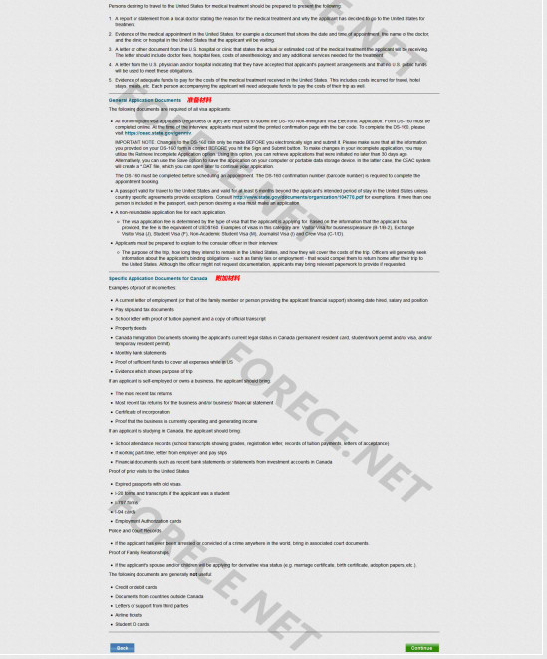 Persons desiring to travel to the United States for medical treatment should be prepared to present the following:
1. A report or statement from a local doctor stating the reason for the medical treatment and why the applicant has decided to go to the United States for
treatment.
2. Evidence of the medical appointment in the United States, for example a document that shows the date and time of appointment, the name o the doctor,
and the clinic or hospital in the United States that the applicant will be visiting.
3. A letter or other document from the U.S. hospital or clinic that states the actual or estimated cost of the medical treatment the applicant will be receiving.
The letter should include doctor fees, hospital fees, costs of anesthesiology and any additional services needed for the treatment.
4. A letter from the U.S. physician and/or hospital indicating that they have accepted that applicant's payment arrangements and that no U.S. public funds
will be used to meet these obligations.
5. Evidence of adequate funds to pay for the costs of the medical treatment received in the United States. This includes costs incurred for travel, hotel
stays, meals, etc. Each person accompanying the applicant will need adequate funds to pay the costs of their trip as well.
General Application Documents 准备材料
The following documents are required of all visa applicants:
All nonimmigrant visa applicants (regardless of age) are required to submit the DS-160 Non-Immigrant Visa Electronic Application. Form DS-160 must be
completed online. At the time of the interview, applicants must submit the printed confirmation page with the bar code. To complete the DS-160, please
visit https://ceac.state.gov/genniv.
IMPORTANT NOTE: Changes to the DS-160 can only be made BEFORE you electronically sign and submit it. Please make sure that all the information
you provided on your DS-160 form is correct BEFORE you hit the Sign and Submit button. To make changes in your incomplete application, you may
utilize the Retrieve Incomplete Application option. Using this option, you can retrieve applications that were initiated no later than 30 days ago.
Alternatively, you can use the Save option to save the application on your computer or portable data storage device. In the latter case, the CEAC system
will create a *.DAT file, which you can open later to continue your application.
The DS-160 must be completed before scheduling an appointment. The DS-160 confirmation number (barcode number) is required to complete the
appointment booking.
A passport valid for travel to the United States and valid for at least 6 months beyond the applicant's intended period of stay in the United States unless
country specific agreements provide exceptions. Consult http://www.state.gov/documents/organization/104770.pdf for exemptions. If more than one
person is included in the passport, each person desiring a visa must make an application.
A non-refundable application fee for each application.
The visa application fee is determined by the type of visa that the applicant is applying for. Based on the information that the applicant has
provided, the fee is the equivalent of USD$160. Examples of visas in this category are: Visitor Visa for business/pleasure (B-1/B-2), Exchange
Visitor Visa (J), Student Visa (F), Non-Academic Student Visa (M), Journalist Visa (I) and Crew Visa (C-1/D).
Applicants must be prepared to explain to the consular officer in their interview:
The purpose of the trip, how long they intend to remain in the United States, and how they will cover the costs of the trip. Officers will generally seek
information about the applicant's binding obligations - such as family ties or employment - that would compel them to return home after their trip to
the United States. Although the officer might not request documentation, applicants may bring relevant paperwork to provide if requested.
Specific Application Documents for Canada 附加材料
Examples of proof of income/ties:
A current letter of employment (or that of the family member or person providing the applicant financial support) showing date hired, salary and position
Pay slips and tax documents
School letter with proof of tuition payment and a copy of official transcript
Property deeds
Canada Immigration Documents showing the applicant's current legal status in Canada (permanent resident card, student/work permit and/or visa, and/or
temporary resident permit)
Monthly bank statements
Proof of sufficient funds to cover all expenses while in US
Evidence which shows purpose of trip
If an applicant is self-employed or owns a business, the applicant should bring:
The most recent tax returns
Most recent tax returns for the business and/or business' financial statement
Certificate of incorporation
Proof that the business is currently operating and generating income
If an applicant is studying in Canada, the applicant should bring:
School attendance records (school transcripts showing grades, registration letter, records of tuition payments, letters of acceptance)
If working part-time, letter from employer and pay slips
Financial documents such as recent bank statements or statements from investment accounts in Canada
Proof of prior visits to the United States
Expired passports with old visas
I-20 forms and transcripts if the applicant was a student
I-797 forms
I-94 cards
Employment Authorization cards
Police and court Records
If the applicant has ever been arrested or convicted of a crime anywhere in the world, bring in associated court documents.
Proof of Family Relationships
If the applicant's spouse and/or children will be applying for derivative visa status (e.g. marriage certificate, birth certificate, adoption papers,etc.).
The following documents are generally not useful:
Credit or debit cards
Documents from countries outside Canada
Letters of support from third parties
Airline tickets
Student ID cards
Back
Continue
FORECE.NET
FORECE.NET
FORECE.NET